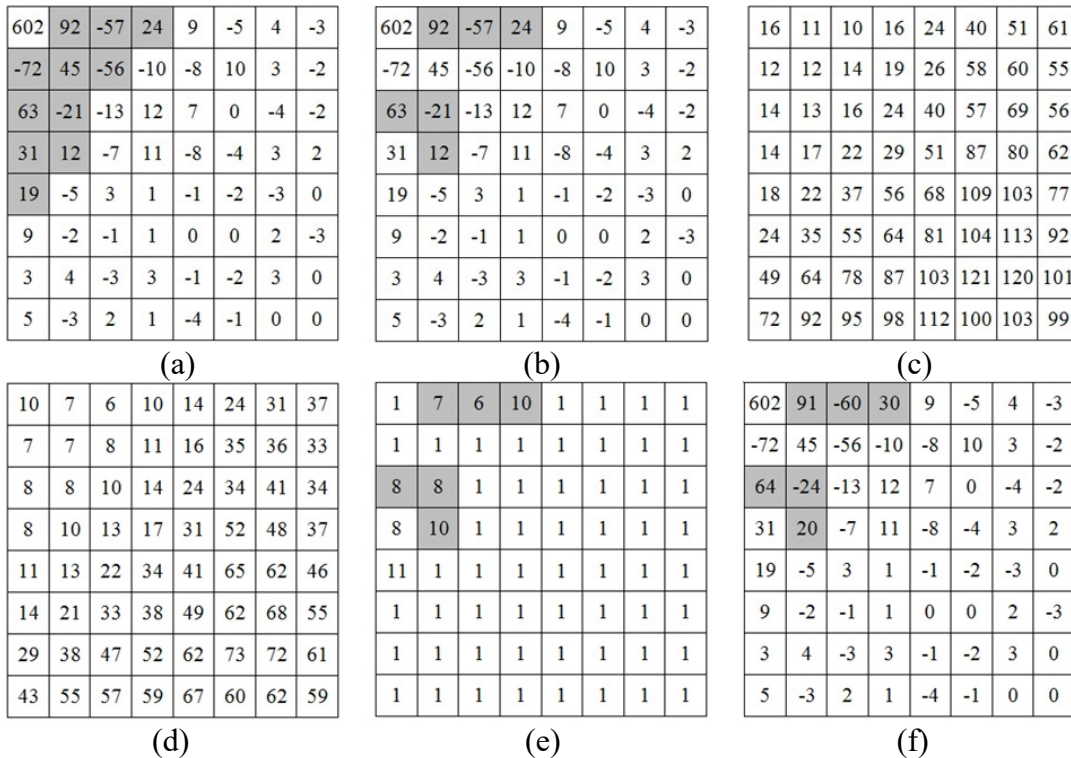 602 92 -57 24 9 -5 4 -3
-72 45 -56 -10 -8 10 3 -2
63 -21 -13 12 7 0 -4 -2
31 12 -7 11 -8 -4 3 2
19 -5 3 1 -1 -2 -3 0
9 -2 -1 1 0 0 2 -3
3 4 -3 3 -1 -2 3 0
5 -3 2 1 -4 -1 0 0
(a)
602 92 -57 24 9 -5 4 -3
-72 45 -56 -10 -8 10 3 -2
63 -21 -13 12 7 0 -4 -2
31 12 -7 11 -8 -4 3 2
19 -5 3 1 -1 -2 -3 0
9 -2 -1 1 0 0 2 -3
3 4 -3 3 -1 -2 3 0
5 -3 2 1 -4 -1 0 0
(b)
16 11 10 16 24 40 51 61
12 12 14 19 26 58 60 55
14 13 16 24 40 57 69 56
14 17 22 29 51 87 80 62
18 22 37 56 68 109 103 77
24 35 55 64 81 104 113 92
49 64 78 87 103 121 120 101
72 92 95 98 112 100 103 99
(c)
10 7 6 10 14 24 31 37
7 7 8 11 16 35 36 33
8 8 10 14 24 34 41 34
8 10 13 17 31 52 48 37
11 13 22 34 41 65 62 46
14 21 33 38 49 62 68 55
29 38 47 52 62 73 72 61
43 55 57 59 67 60 62 59
(d)
1 7 6 10 1 1 1 1
1 1 1 1 1 1 1 1
8 8 1 1 1 1 1 1
8 10 1 1 1 1 1 1
11 1 1 1 1 1 1 1
1 1 1 1 1 1 1 1
1 1 1 1 1 1 1 1
1 1 1 1 1 1 1 1
(e)
602 91 -60 30 9 -5 4 -3
-72 45 -56 -10 -8 10 3 -2
64 -24 -13 12 7 0 -4 -2
31 20 -7 11 -8 -4 3 2
19 -5 3 1 -1 -2 -3 0
9 -2 -1 1 0 0 2 -3
3 4 -3 3 -1 -2 3 0
5 -3 2 1 -4 -1 0 0
(f)